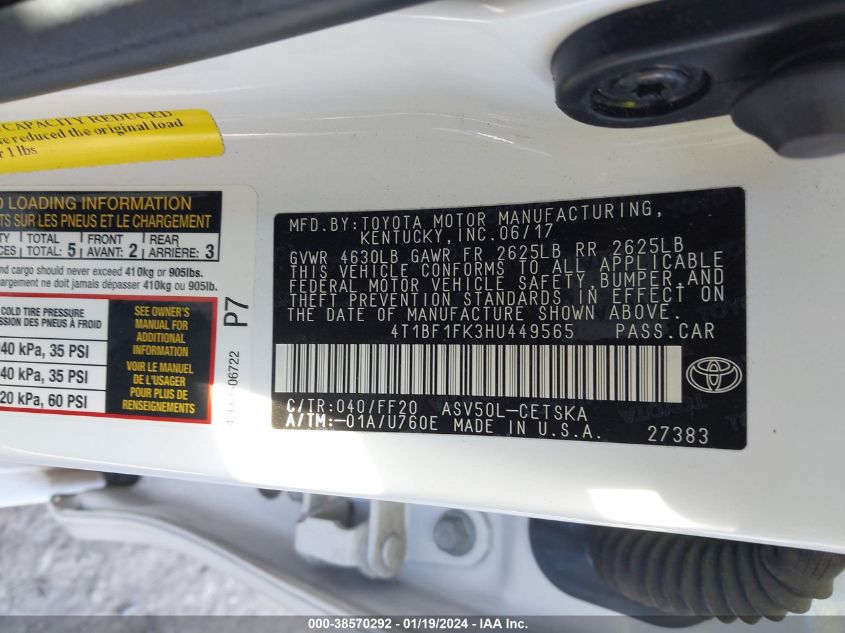 CAPACITY REDUCED
we reduced the original load
1 lbs
LOADING INFORMATION
SUR LES PNEUS ET LE CHARGEMENT
TOTAL FRONT REAR
TOTAL: 5 AVANT: 2 ARRIÈRE: 3
and cargo should never exceed 410kg or 905lbs.
gement ne doit jamais dépasser 410kg ou 905lb.
COLD TIRE PRESSURE
DES PNEUS À FROID
40 kPa, 35 PSI
40 kPa, 35 PSI
20 kPa, 60 PSI
SEE OWNER'S
MANUAL FOR
ADDITIONAL
INFORMATION
VOIR LE MANUEL
DE L'USAGER
POUR PLUS DE
RENSEIGNEMENTS
P7
06722
MFD.BY:TOYOTA MOTOR MANUFACTURING,
KENTUCKY, INC.06/17
GVWR 4630LB GAWR FR 2625LB RR 2625LB
THIS VEHICLE CONFORMS TO ALL APPLICABLE
FEDERAL MOTOR VEHICLE SAFETY,BUMPER,AND
THEFT PREVENTION STANDARDS IN EFFECT ON
THE DATE OF MANUFACTURE SHOWN ABOVE.
4T1BF1FK3HU449565 PASS.CAR
C/TR:040/FF20 ASV50L-CETSKA
A/TM:-01A/U760E MADE IN U.S.A.
27383
000-38570292 - 01/19/2024 - IAA Inc.